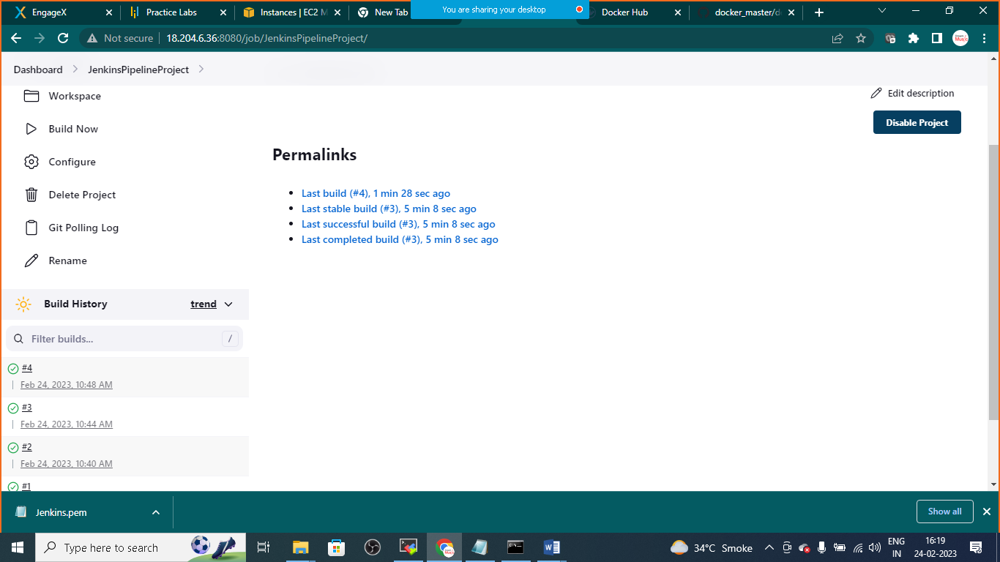 EngageX
Practice Labs
Instances | EC2 M
New Tab
You are sharing your desktop
Docker Hub
docker_master/d
Not secure
18.204.6.36:8080/job/JenkinsPipelineProject/
Dashboard
JenkinsPipelineProject
Workspace
Edit description
Build Now
Disable Project
Configure
Delete Project
Git Polling Log
Rename
Permalinks
Last build (#4), 1 min 28 sec ago
Last stable build (#3), 5 min 8 sec ago
Last successful build (#3), 5 min 8 sec ago
Last completed build (#3), 5 min 8 sec ago
Build History
trend
Filter builds...
/
#4
Feb 24, 2023, 10:48 AM
#3
Feb 24, 2023, 10:44 AM
#2
Feb 24, 2023, 10:40 AM
#1
Jenkins.pem
Show all
Type here to search
34°C Smoke
ENG
IN
16:19
24-02-2023